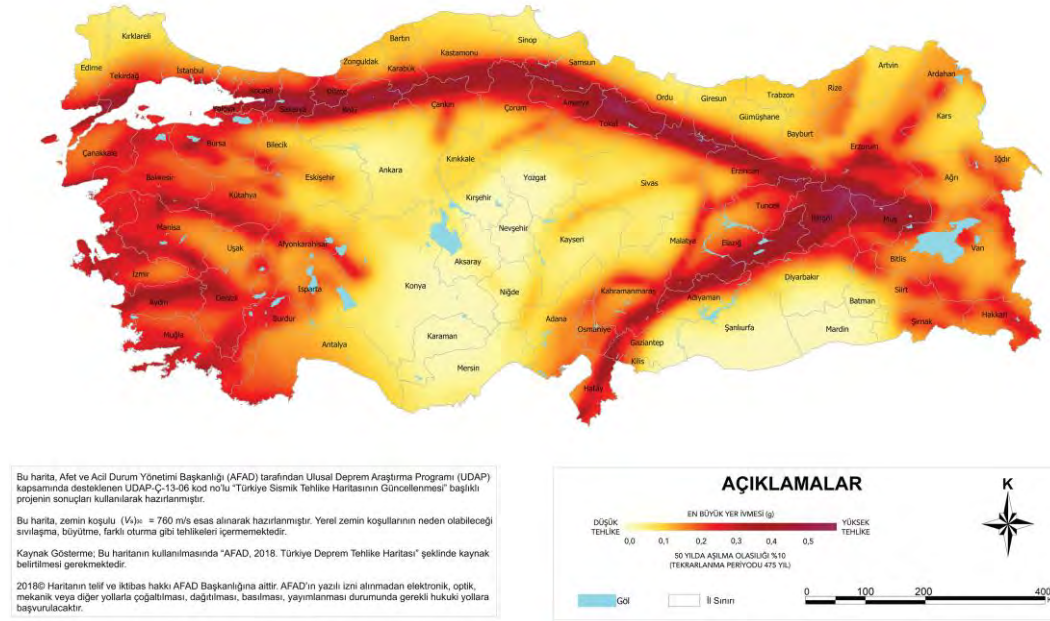 Kırklareli
Edirne
Tekirdağ
İstanbul
Kocaeli
Yalova
Sakarya
Düzce
Bolu
Zonguldak
Bartın
Karabük
Kastamonu
Sinop
Samsun
Çankırı
Çorum
Amasya
Tokat
Ordu
Giresun
Trabzon
Rize
Artvin
Ardahan
Kars
Gümüşhane
Bayburt
Erzurum
Iğdır
Ağrı
Çanakkale
Bursa
Bilecik
Balıkesir
Kütahya
Eskişehir
Ankara
Kırıkkale
Yozgat
Sivas
Erzincan
Tunceli
Bingöl
Muş
Kırşehir
Nevşehir
Kayseri
Malatya
Elazığ
Bitlis
Van
Manisa
Uşak
Afyonkarahisar
İzmir
Aydın
Denizli
Isparta
Burdur
Muğla
Antalya
Konya
Aksaray
Niğde
Karaman
Mersin
Adana
Kahramanmaraş
Osmaniye
Gaziantep
Kilis
Hatay
Adıyaman
Şanlıurfa
Diyarbakır
Batman
Mardin
Siirt
Şırnak
Hakkari
Bu harita, Afet ve Acil Durum Yönetimi Başkanlığı (AFAD) tarafından Ulusal Deprem Araştırma Programı (UDAP)
kapsamında desteklenen UDAP-Ç-13-06 kod no'lu "Türkiye Sismik Tehlike Haritasının Güncellenmesi" başlıklı
projenin sonuçları kullanılarak hazırlanmıştır.
Bu harita, zemin koşulu (Vs)30 = 760 m/s esas alınarak hazırlanmıştır. Yerel zemin koşullarının neden olabileceği
sıvılaşma, büyütme, farklı oturma gibi tehlikeleri içermemektedir.
Kaynak Gösterme; Bu haritanın kullanılmasında "AFAD, 2018. Türkiye Deprem Tehlike Haritası" şeklinde kaynak
belirtilmesi gerekmektedir.
2018© Haritanın telif ve iktibas hakkı AFAD Başkanlığına aittir. AFAD'ın yazılı izni alınmadan elektronik, optik,
mekanik veya diğer yollarla çoğaltılması, dağıtılması, basılması, yayımlanması durumunda gerekli hukuki yollara
başvurulacaktır.
AÇIKLAMALAR
K
EN BÜYÜK YER İVMESİ (g)
DÜŞÜK
TEHLİKE
YÜKSEK
TEHLİKE
0,0 0,1 0,2 0,3 0,4 0,5 >0,6
50 YILDA AŞILMA OLASILIĞI %10
(TEKRARLANMA PERİYODU 475 YIL)
Göl
İl Sınırı
0 100 200 400